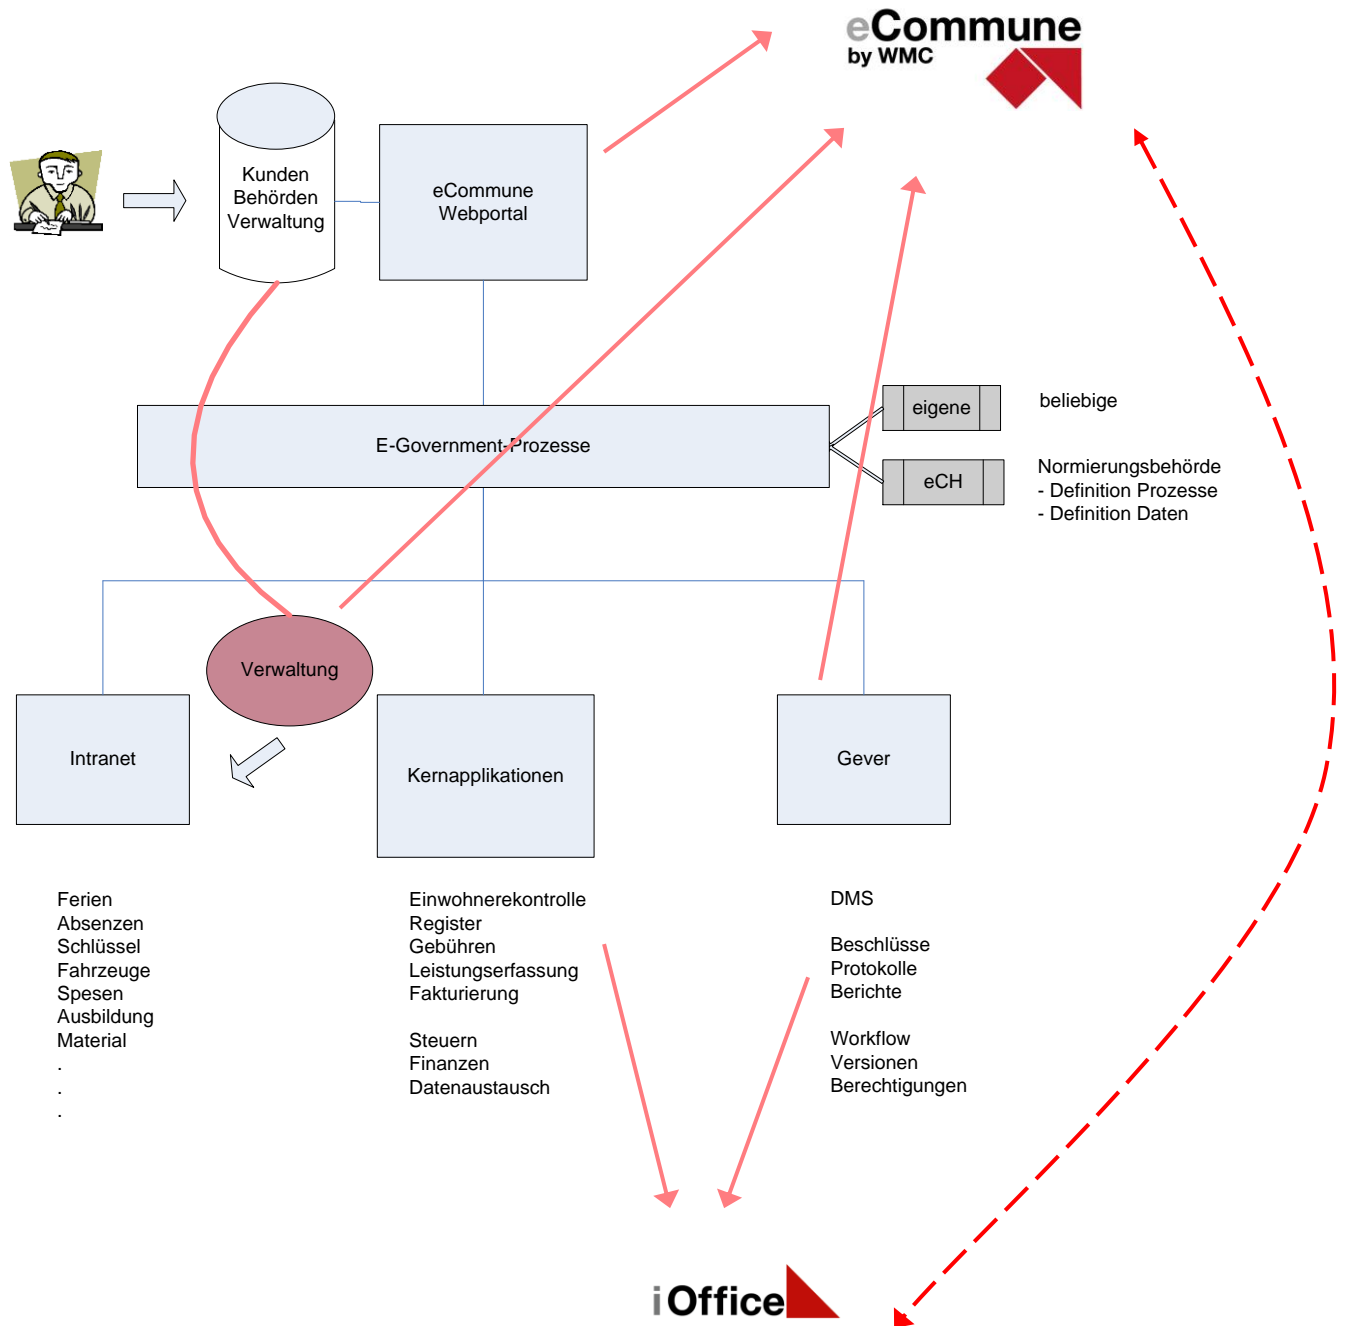 eCommune
by WMC
Kunden
Behörden
Verwaltung
eCommune
Webportal
E-Government-Prozesse
eigene
beliebige
eCH
Normierungsbehörde
- Definition Prozesse
- Definition Daten
Verwaltung
Intranet
Kernapplikationen
Gever
Ferien
Absenzen
Schlüssel
Fahrzeuge
Spesen
Ausbildung
Material
.
.
.
Einwohnerekontrolle
Register
Gebühren
Leistungserfassung
Fakturierung
Steuern
Finanzen
Datenaustausch
DMS
Beschlüsse
Protokolle
Berichte
Workflow
Versionen
Berechtigungen
iOffice